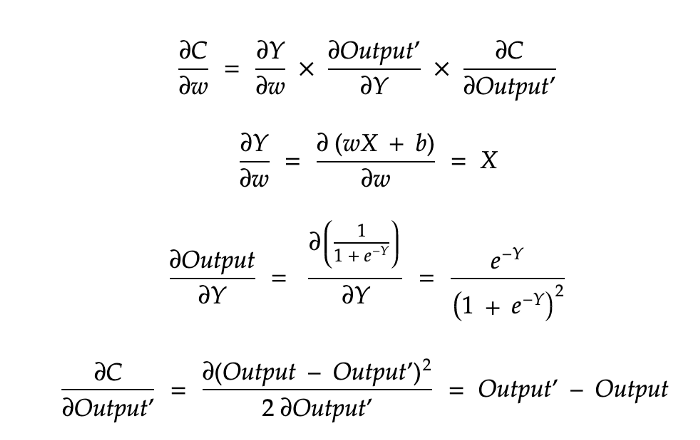 ∂C/∂w = ∂Y/∂w × ∂Output′/∂Y × ∂C/∂Output′
∂Y/∂w = ∂(wX + b)/∂w = X
∂Output/∂Y = ∂(1/(1 + e^−Y))/∂Y = e^−Y/(1 + e^−Y)^2
∂C/∂Output′ = ∂(Output − Output′)^2/2 ∂Output′ = Output′ − Output